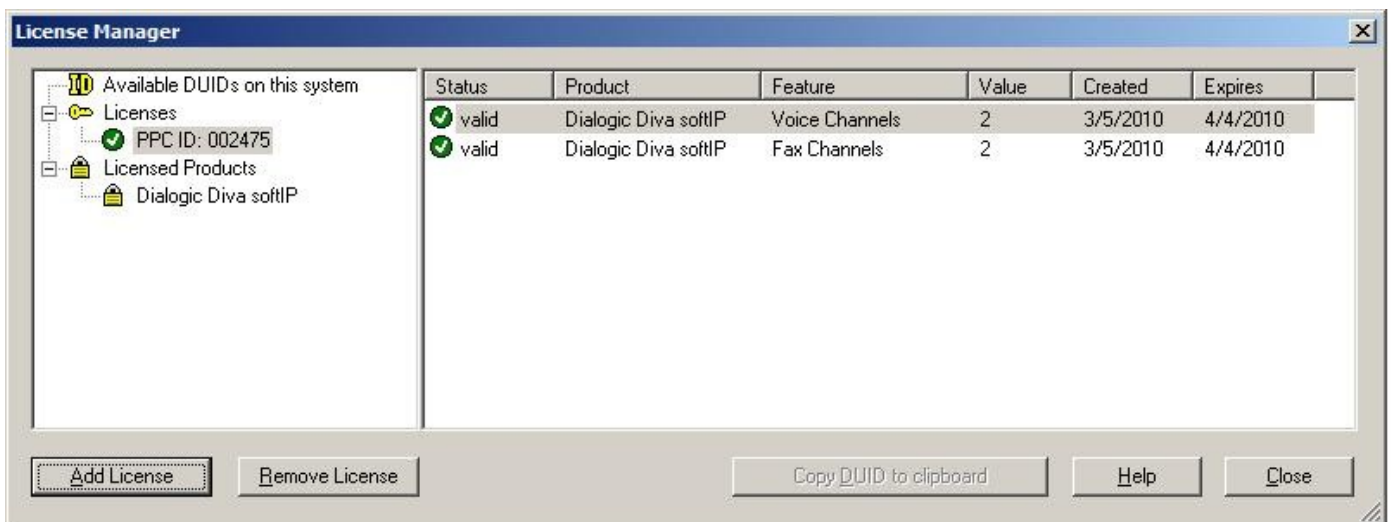 License Manager
Available DUIDs on this system
Licenses
PPC ID: 002475
Licensed Products
Dialogic Diva softIP
Status Product Feature Value Created Expires
valid Dialogic Diva softIP Voice Channels 2 3/5/2010 4/4/2010
valid Dialogic Diva softIP Fax Channels 2 3/5/2010 4/4/2010
Add License Remove License Copy DUID to clipboard Help Close